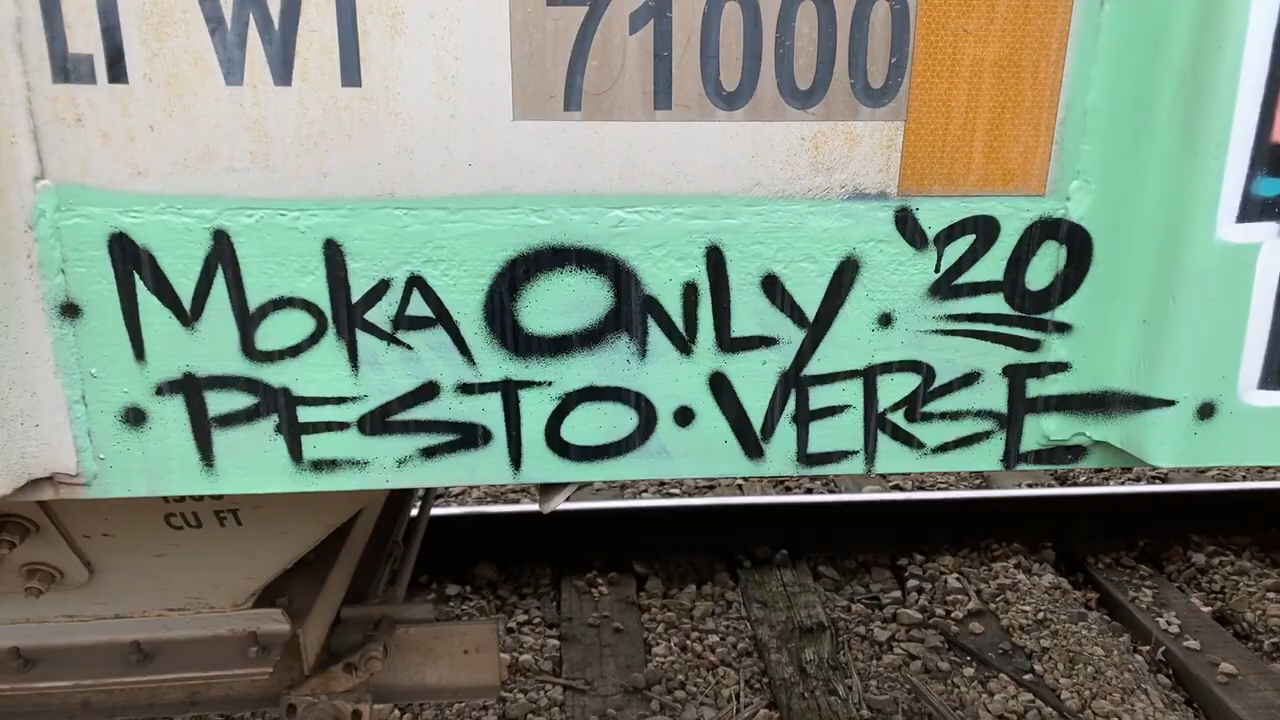 LT WT 71000
MOKA ONLY • '20
• PESTO • VERSE •
CU FT